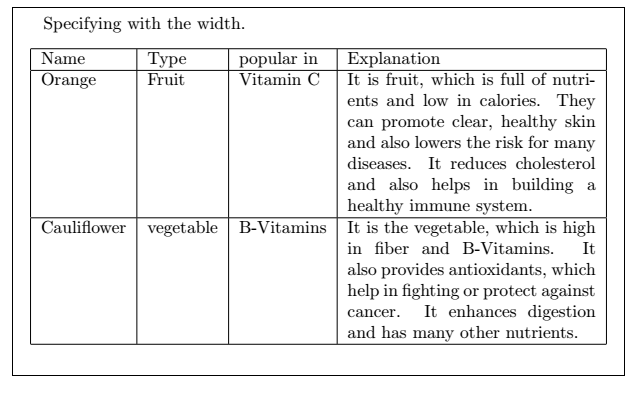 Specifying with the width.
Name Type popular in Explanation
Orange Fruit Vitamin C It is fruit, which is full of nutri-
ents and low in calories. They
can promote clear, healthy skin
and also lowers the risk for many
diseases. It reduces cholesterol
and also helps in building a
healthy immune system.
Cauliflower vegetable B-Vitamins It is the vegetable, which is high
in fiber and B-Vitamins. It
also provides antioxidants, which
help in fighting or protect against
cancer. It enhances digestion
and has many other nutrients.